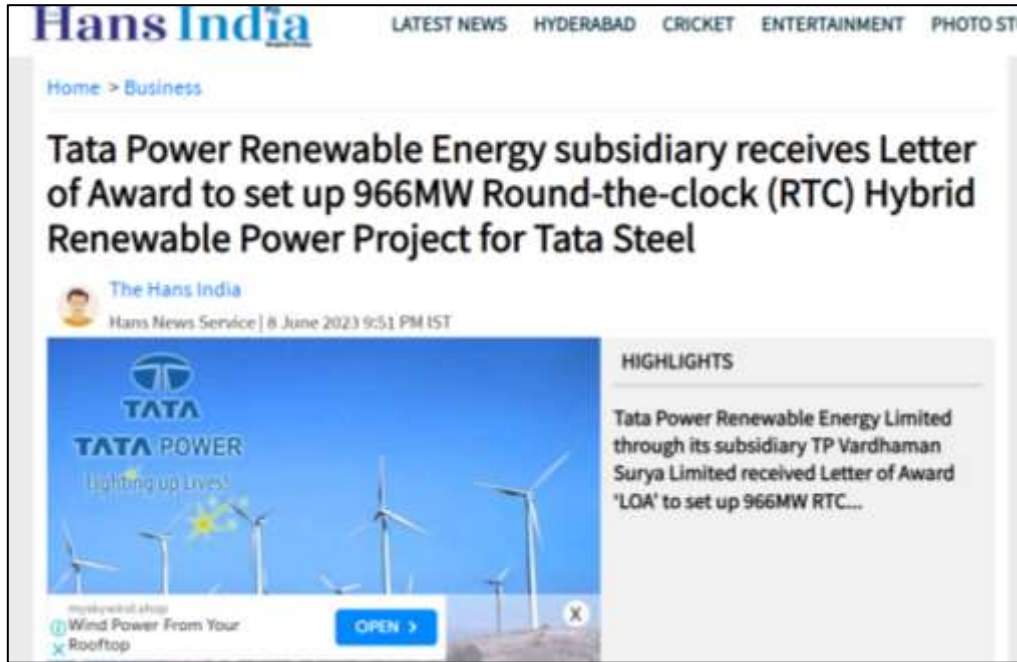 Hans India
LATEST NEWS HYDERABAD CRICKET ENTERTAINMENT PHOTO
Home > Business
Tata Power Renewable Energy subsidiary receives Letter
of Award to set up 966MW Round-the-clock (RTC) Hybrid
Renewable Power Project for Tata Steel
The Hans India
Hans News Service | 8 June 2023 9:51 PM IST
TATA
TATA POWER
Lighting up Lives!
HIGHLIGHTS
Tata Power Renewable Energy Limited
through its subsidiary TP Vardhaman
Surya Limited received Letter of Award
'LOA' to set up 966MW RTC...
myskywind.shop
Wind Power From Your
Rooftop
OPEN >
X